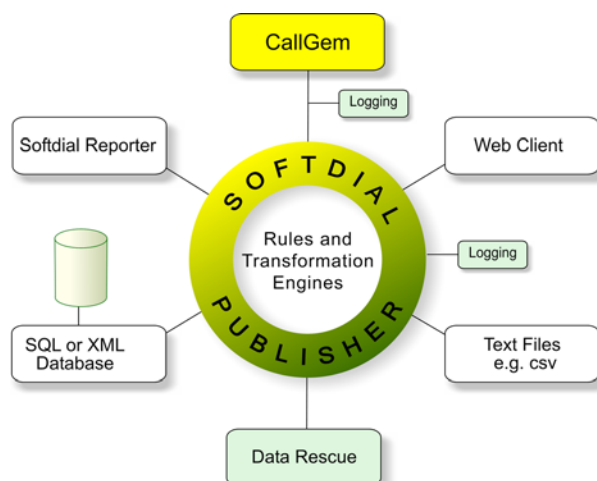 CallGem
Logging
Softdial Reporter
Web Client
SOFTDIAL
Rules and
Transformation
Engines
PUBLISHER
Logging
SQL or XML
Database
Text Files
e.g. csv
Data Rescue